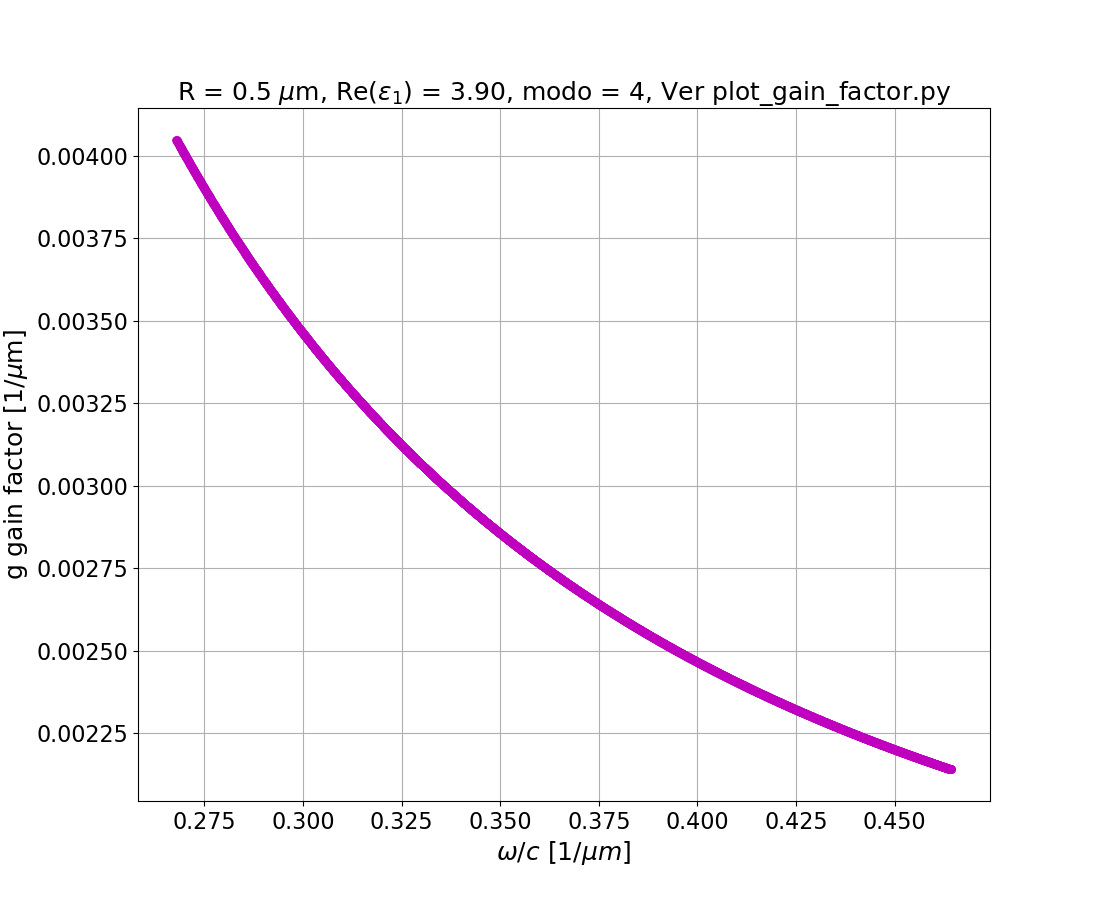 R = 0.5 μm, Re(ε₁) = 3.90, modo = 4, Ver plot_gain_factor.py
g gain factor [1/μm]
0.00400
0.00375
0.00350
0.00325
0.00300
0.00275
0.00250
0.00225
0.275 0.300 0.325 0.350 0.375 0.400 0.425 0.450
ω/c [1/μm]